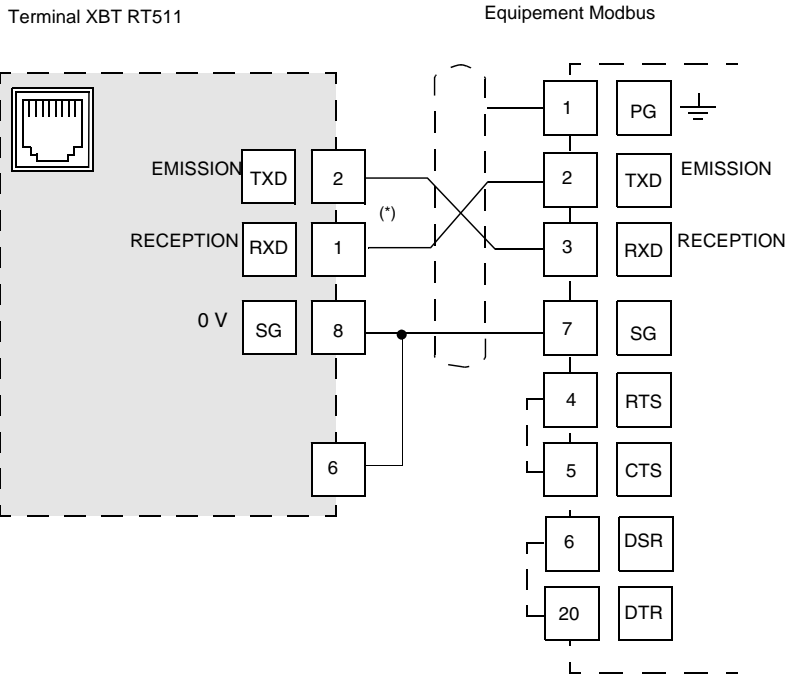 Terminal XBT RT511
Equipement Modbus
1 PG
EMISSION TXD 2
2 TXD EMISSION
(*)
RECEPTION RXD 1
3 RXD RECEPTION
0 V SG 8
7 SG
4 RTS
6
5 CTS
6 DSR
20 DTR